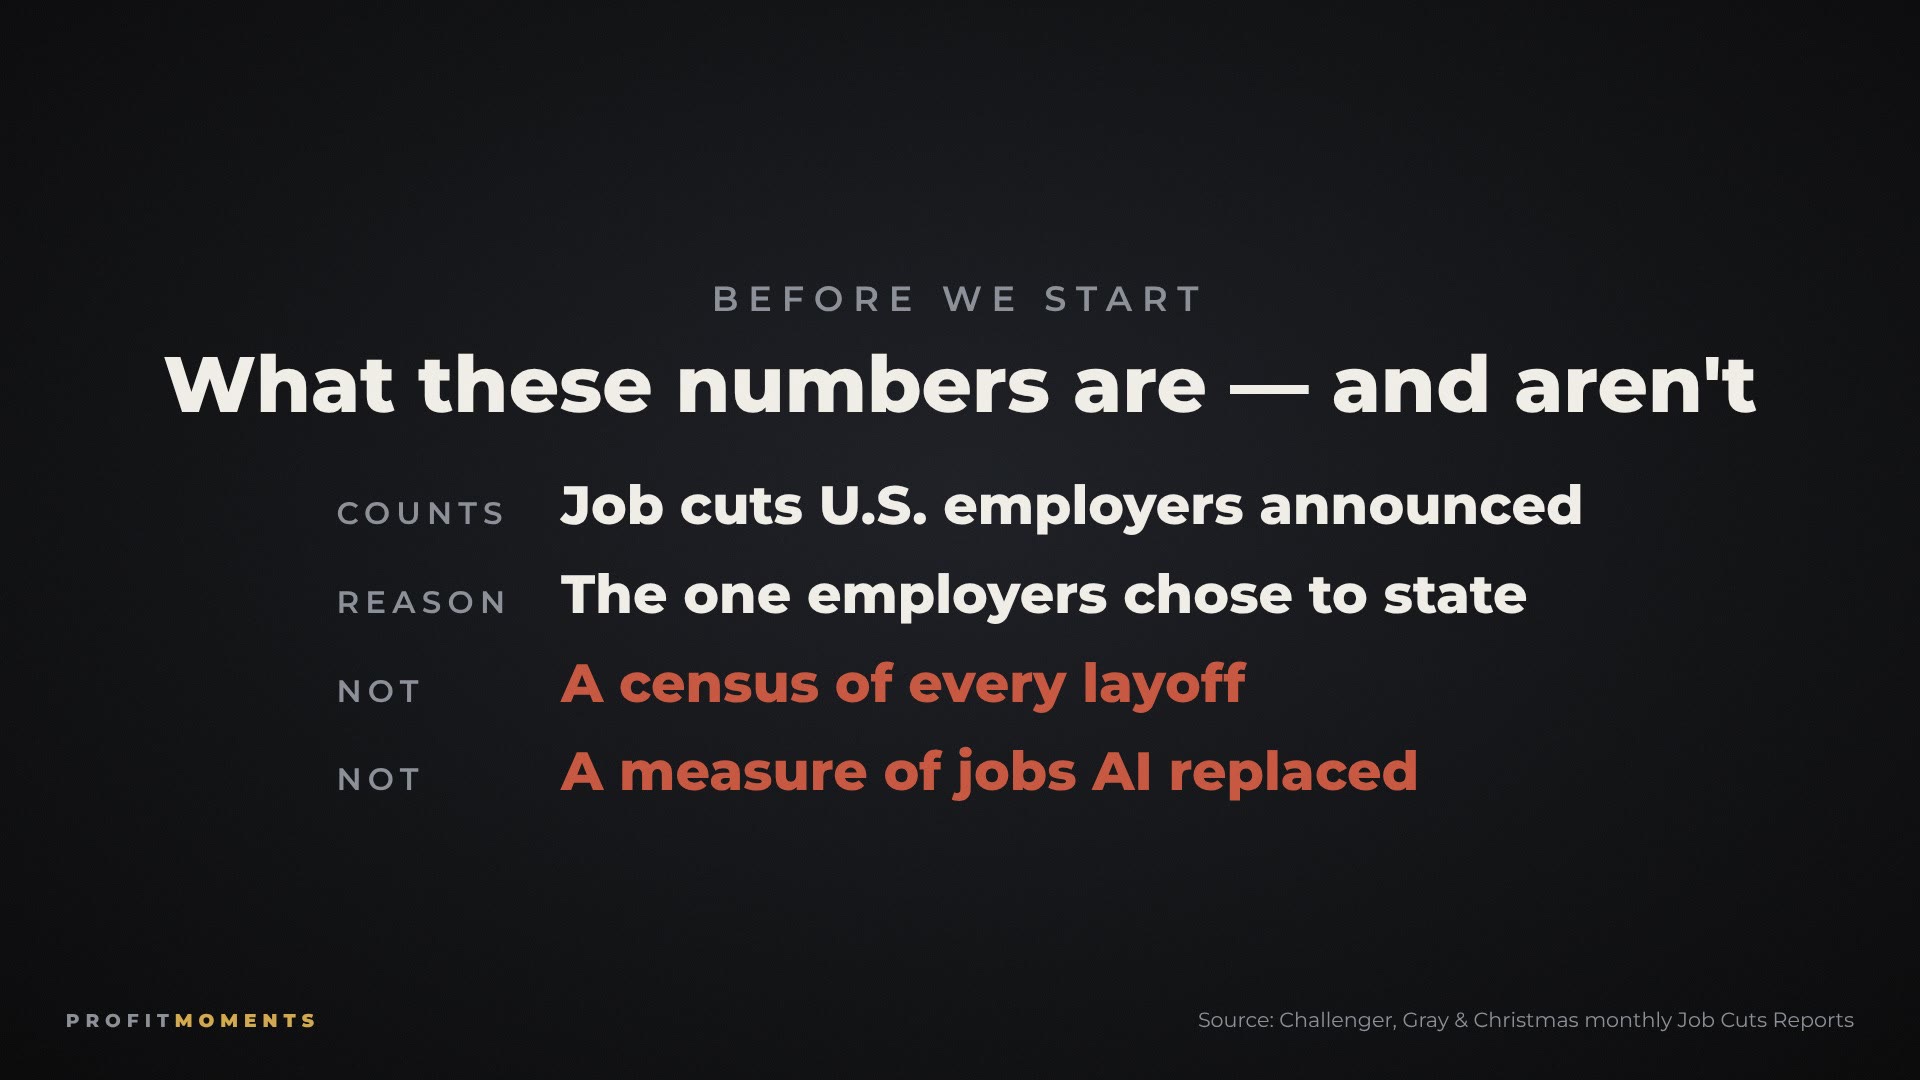 BEFORE WE START
What these numbers are — and aren't
COUNTS Job cuts U.S. employers announced
REASON The one employers chose to state
NOT A census of every layoff
NOT A measure of jobs AI replaced
PROFITMOMENTS
Source: Challenger, Gray & Christmas monthly Job Cuts Reports